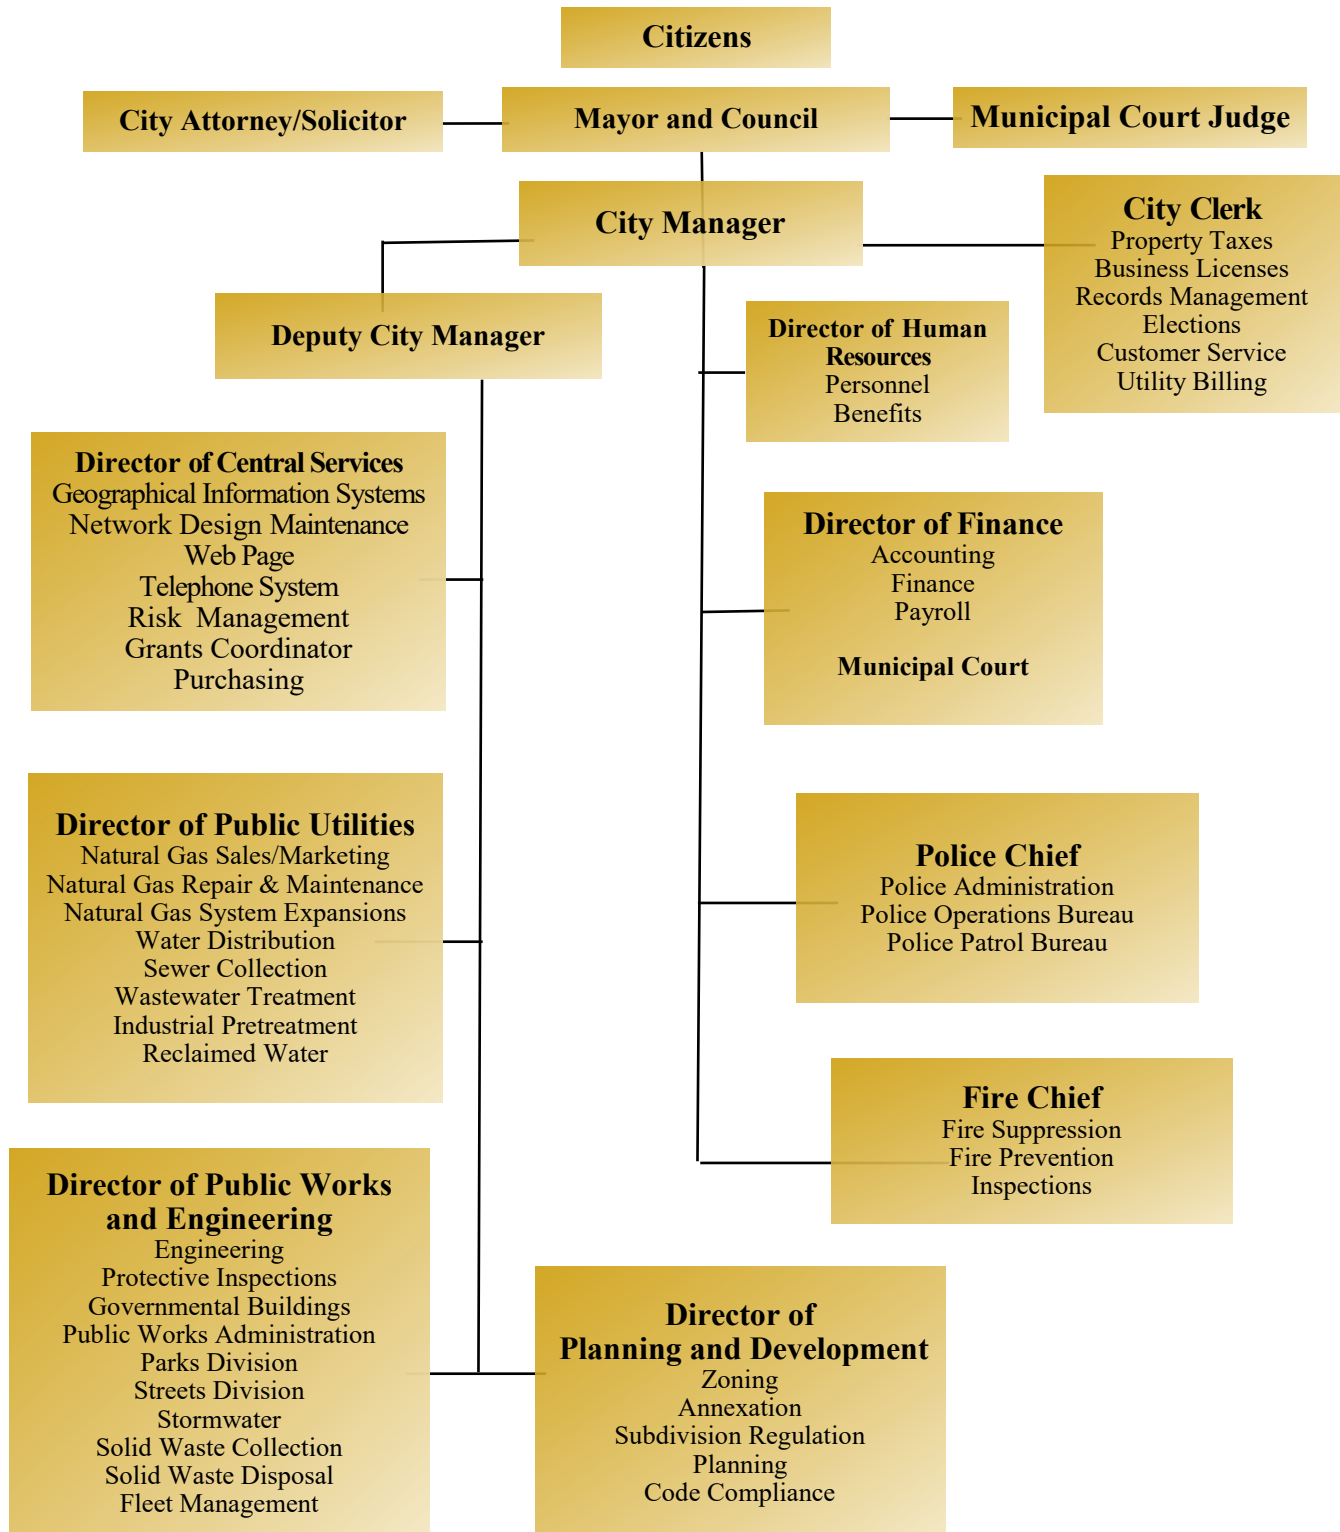 Citizens
City Attorney/Solicitor
Mayor and Council
Municipal Court Judge
City Manager
City Clerk
Property Taxes
Business Licenses
Records Management
Elections
Customer Service
Utility Billing
Deputy City Manager
Director of Human
Resources
Personnel
Benefits
Director of Central Services
Geographical Information Systems
Network Design Maintenance
Web Page
Telephone System
Risk Management
Grants Coordinator
Purchasing
Director of Finance
Accounting
Finance
Payroll
Municipal Court
Director of Public Utilities
Natural Gas Sales/Marketing
Natural Gas Repair & Maintenance
Natural Gas System Expansions
Water Distribution
Sewer Collection
Wastewater Treatment
Industrial Pretreatment
Reclaimed Water
Police Chief
Police Administration
Police Operations Bureau
Police Patrol Bureau
Fire Chief
Fire Suppression
Fire Prevention
Inspections
Director of Public Works
and Engineering
Engineering
Protective Inspections
Governmental Buildings
Public Works Administration
Parks Division
Streets Division
Stormwater
Solid Waste Collection
Solid Waste Disposal
Fleet Management
Director of
Planning and Development
Zoning
Annexation
Subdivision Regulation
Planning
Code Compliance